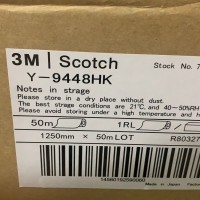 3M | Scotch Stock No. 7
Y-9448HK
Notes in strage
Please store in a dry place without dust.
The best strage conditions are 21℃, and 40~50%RH
Please avoid storing under a high temperature and h
50m 1RL
1250mm × 50m LOT R80327
Made in Japan